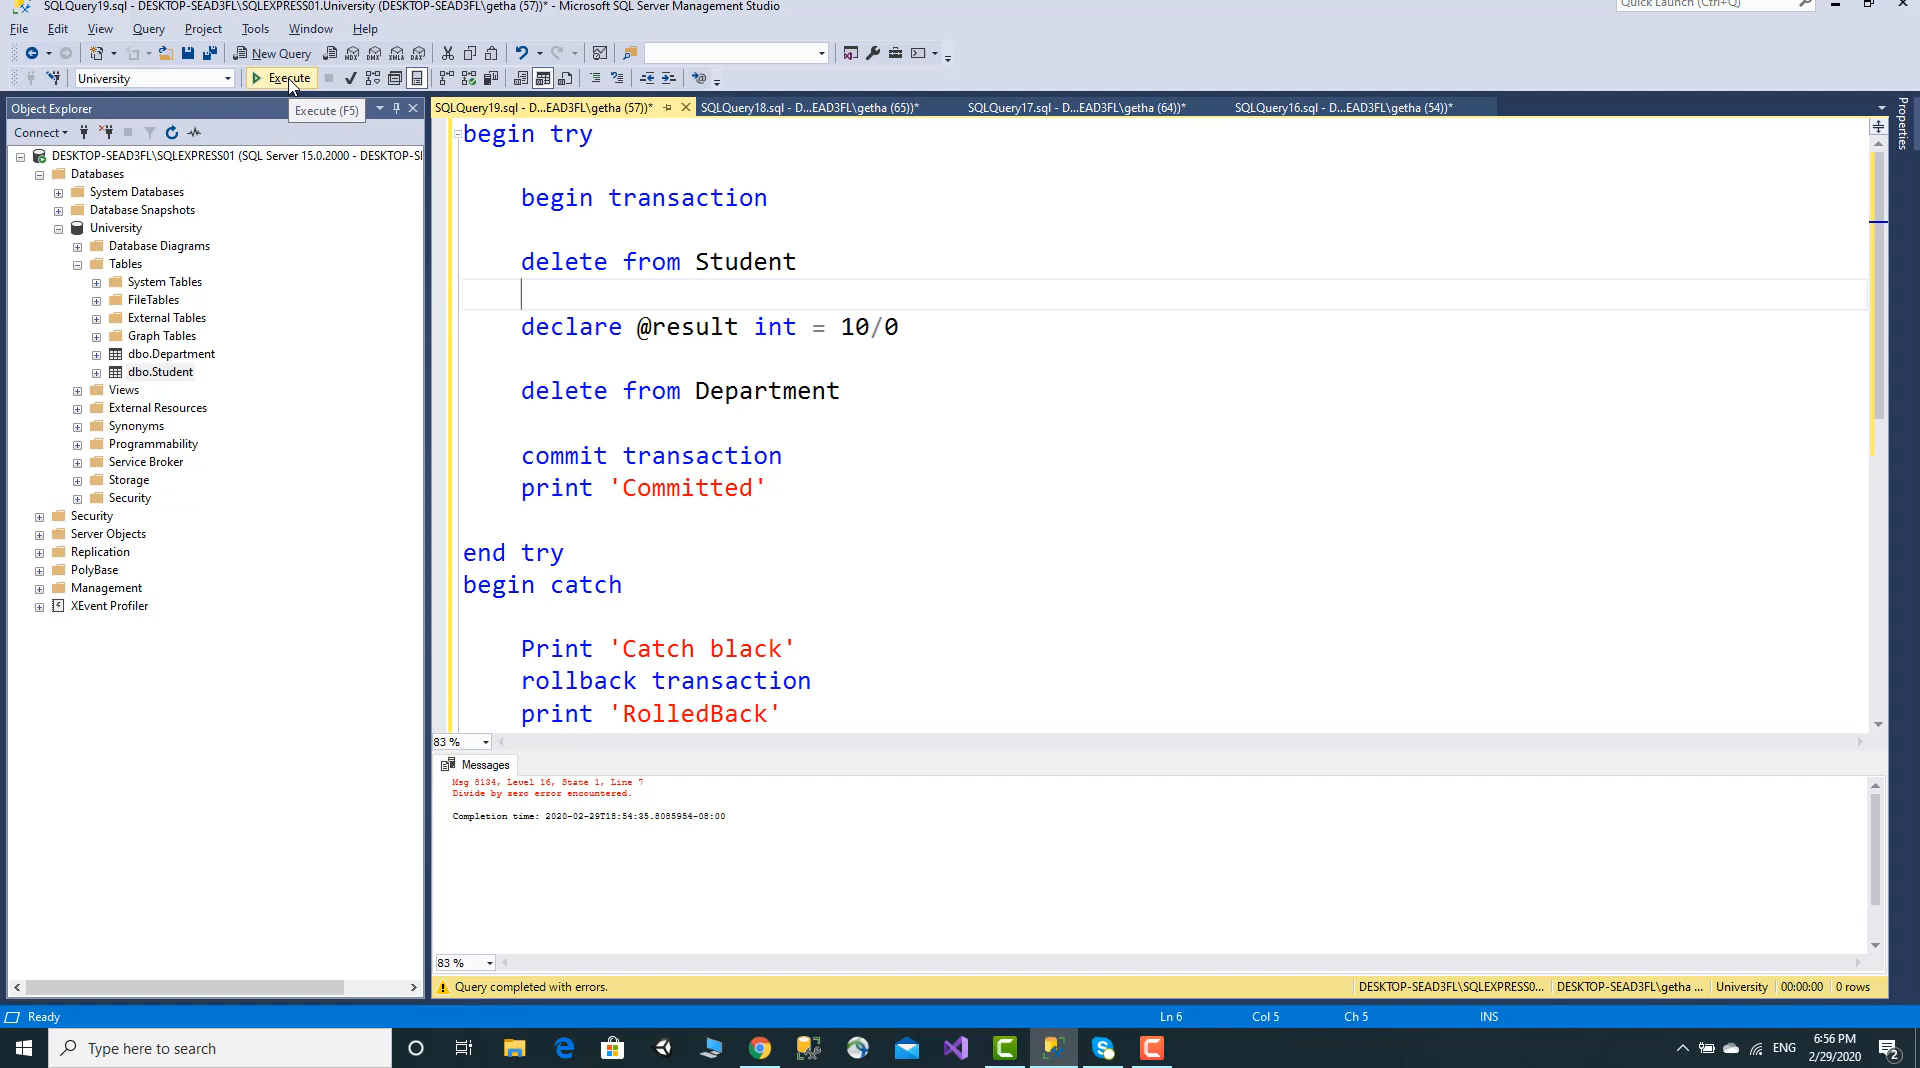 SQLQuery19.sql - DESKTOP-SEAD3FL\SQLEXPRESS01.University (DESKTOP-SEAD3FL\getha (57))* - Microsoft SQL Server Management Studio
Quick Launch (Ctrl+Q)
File Edit View Query Project Tools Window Help
New Query
University
Execute
Execute (F5)
Object Explorer
Connect
DESKTOP-SEAD3FL\SQLEXPRESS01 (SQL Server 15.0.2000 - DESKTOP-SE
Databases
System Databases
Database Snapshots
University
Database Diagrams
Tables
System Tables
FileTables
External Tables
Graph Tables
dbo.Department
dbo.Student
Views
External Resources
Synonyms
Programmability
Service Broker
Storage
Security
Security
Server Objects
Replication
PolyBase
Management
XEvent Profiler
SQLQuery19.sql - D...EAD3FL\getha (57))* SQLQuery18.sql - D...EAD3FL\getha (65))* SQLQuery17.sql - D...EAD3FL\getha (64))* SQLQuery16.sql - D...EAD3FL\getha (54))*
Properties
begin try
begin transaction
delete from Student
declare @result int = 10/0
delete from Department
commit transaction
print 'Committed'
end try
begin catch
Print 'Catch black'
rollback transaction
print 'RolledBack'
83 %
Messages
Msg 8134, Level 16, State 1, Line 7
Divide by zero error encountered.
Completion time: 2020-02-29T18:54:35.8085954-08:00
83 %
Query completed with errors. DESKTOP-SEAD3FL\SQLEXPRESS0... DESKTOP-SEAD3FL\getha ... University 00:00:00 0 rows
Ready Ln 6 Col 5 Ch 5 INS
Type here to search
ENG
6:56 PM
2/29/2020
2